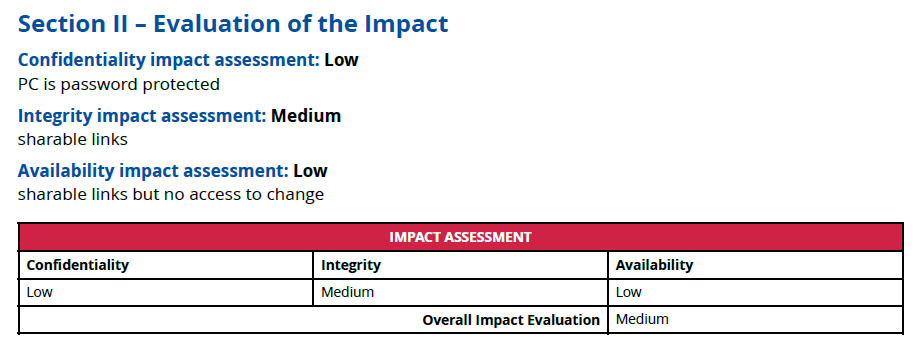 Section II – Evaluation of the Impact
Confidentiality impact assessment: Low
PC is password protected
Integrity impact assessment: Medium
sharable links
Availability impact assessment: Low
sharable links but no access to change
IMPACT ASSESSMENT
Confidentiality Integrity Availability
Low Medium Low
Overall Impact Evaluation Medium